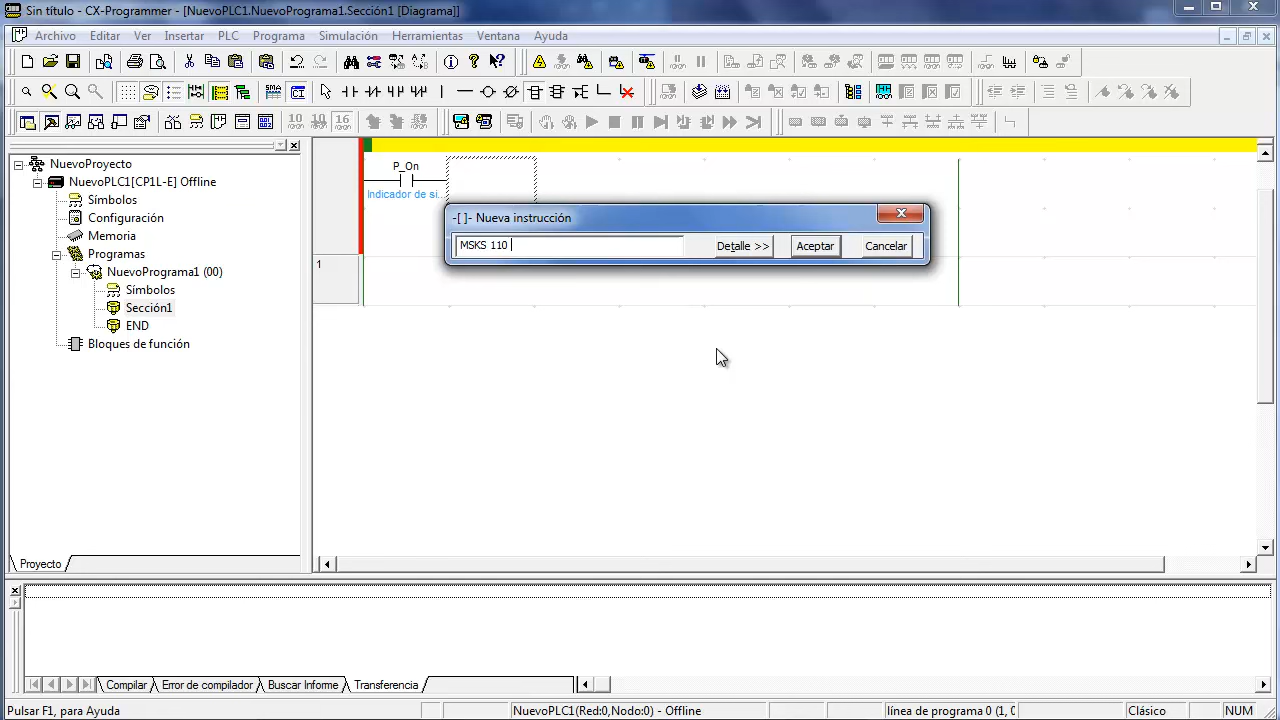 Sin título - CX-Programmer - [NuevoPLC1.NuevoPrograma1.Sección1 [Diagrama]]
Archivo Editar Ver Insertar PLC Programa Simulación Herramientas Ventana Ayuda
10 10 16
NuevoProyecto
NuevoPLC1[CP1L-E] Offline
Símbolos
Configuración
Memoria
Programas
NuevoPrograma1 (00)
Símbolos
Sección1
END
Bloques de función
Proyecto
P_On
Indicador de si...
1
-[ ]- Nueva instrucción
MSKS 110
Detalle >> Aceptar Cancelar
Compilar Error de compilador Buscar Informe Transferencia
Pulsar F1, para Ayuda
NuevoPLC1(Red:0,Nodo:0) - Offline
línea de programa 0 (1, 0
Clásico
NUM